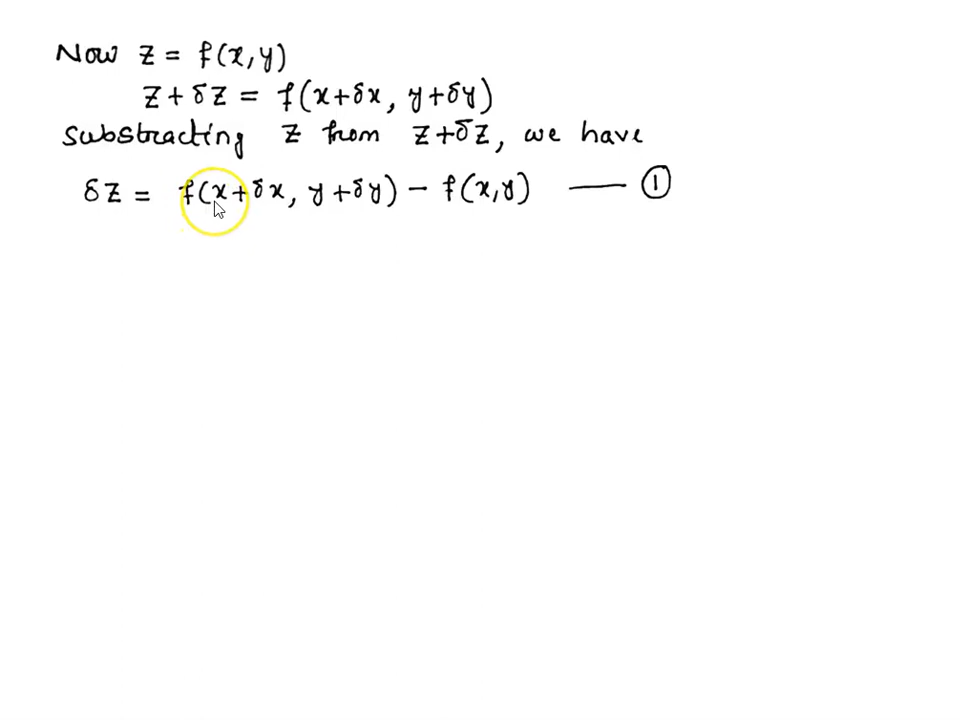 Now z = f(x,y)
z+δz = f(x+δx, y+δy)
Substracting z from z+δz, we have
δz = f(x+δx, y+δy) − f(x,y) —— ①